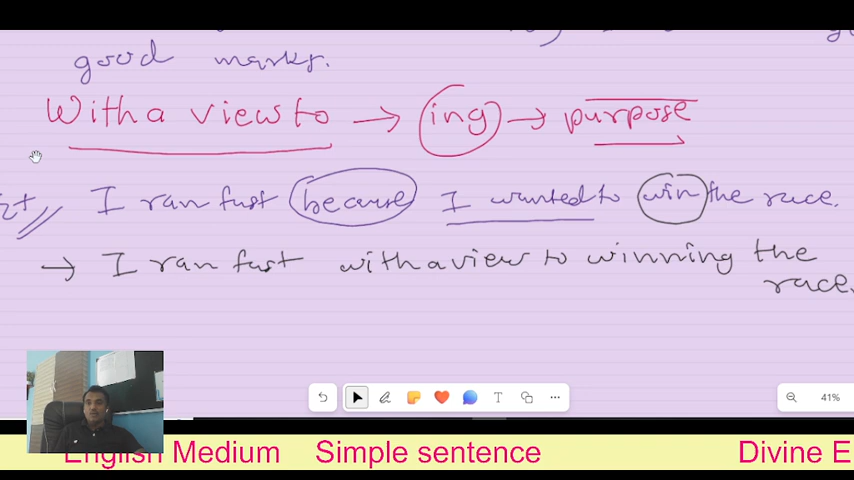 good marks.
With a view to → ing → purpose
I ran fast because I wanted to win the race.
→ I ran fast with a view to winning the
race.
T
41%
English Medium Simple sentence Divine E